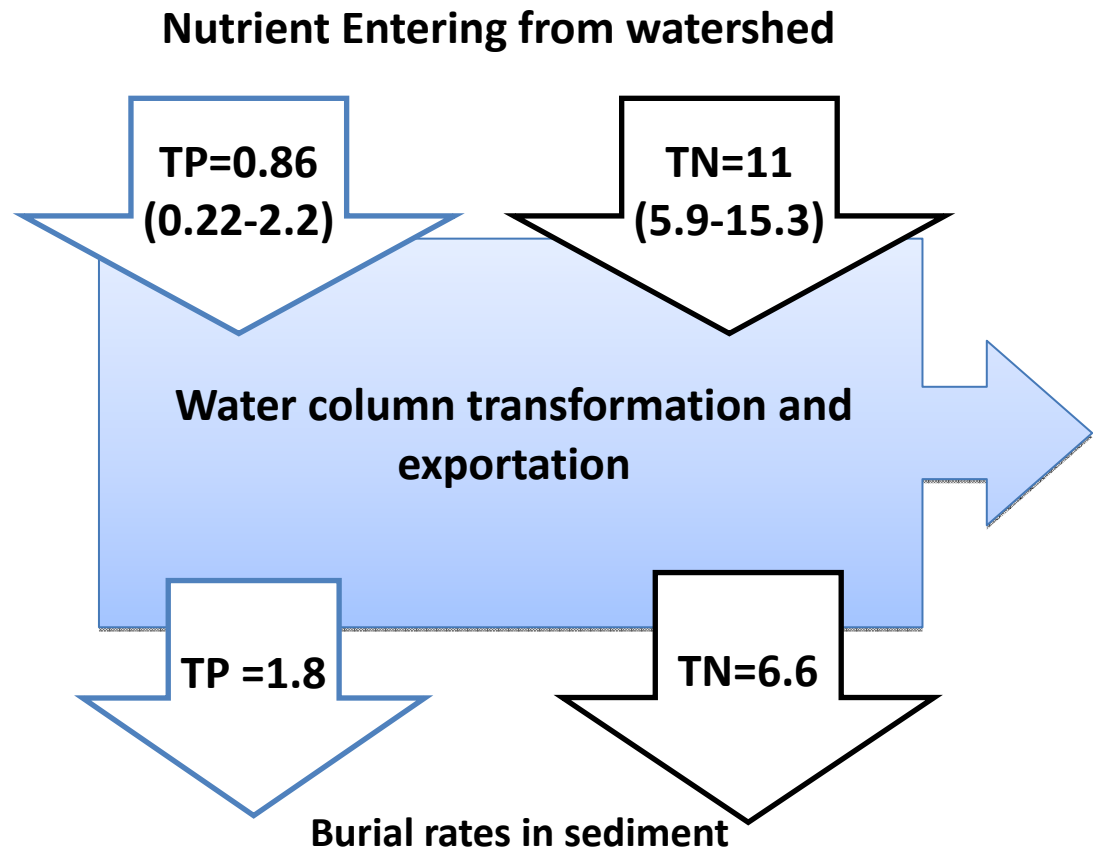 Nutrient Entering from watershed
TP=0.86
(0.22-2.2)
TN=11
(5.9-15.3)
Water column transformation and
exportation
TP =1.8
TN=6.6
Burial rates in sediment